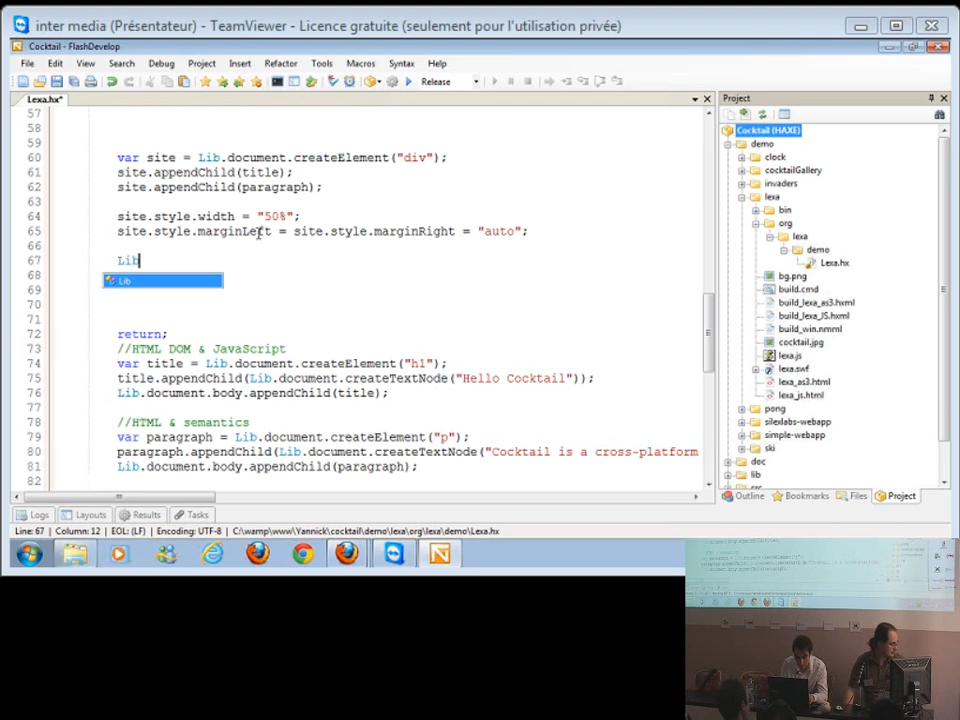 inter media (Présentateur) - TeamViewer - Licence gratuite (seulement pour l'utilisation privée)
Cocktail - FlashDevelop
File Edit View Search Debug Project Insert Refactor Tools Macros Syntax Help
Release
Lexa.hx*
57
58
59
60 var site = Lib.document.createElement("div");
61 site.appendChild(title);
62 site.appendChild(paragraph);
63
64 site.style.width = "50%";
65 site.style.marginLeft = site.style.marginRight = "auto";
66
67 Lib
68 Lib
69
70
71
72 return;
73 //HTML DOM & JavaScript
74 var title = Lib.document.createElement("h1");
75 title.appendChild(Lib.document.createTextNode("Hello Cocktail"));
76 Lib.document.body.appendChild(title);
77
78 //HTML & semantics
79 var paragraph = Lib.document.createElement("p");
80 paragraph.appendChild(Lib.document.createTextNode("Cocktail is a cross-platform
81 Lib.document.body.appendChild(paragraph);
82
Logs Layouts Results Tasks
Line: 67 | Column: 12 | EOL: (LF) | Encoding: UTF-8 | C:\wamp\www\Yannick\cocktail\demo\lexa\org\lexa\demo\Lexa.hx
Project
Cocktail (HAXE)
demo
clock
cocktailGallery
invaders
lexa
bin
org
lexa
demo
Lexa.hx
bg.png
build.cmd
build_lexa_as3.hxml
build_lexa_JS.hxml
build_win.nmml
cocktail.jpg
lexa.js
lexa.swf
lexa_as3.html
lexa_js.html
pong
silexlabs-webapp
simple-webapp
ski
doc
lib
Outline Bookmarks Files Project